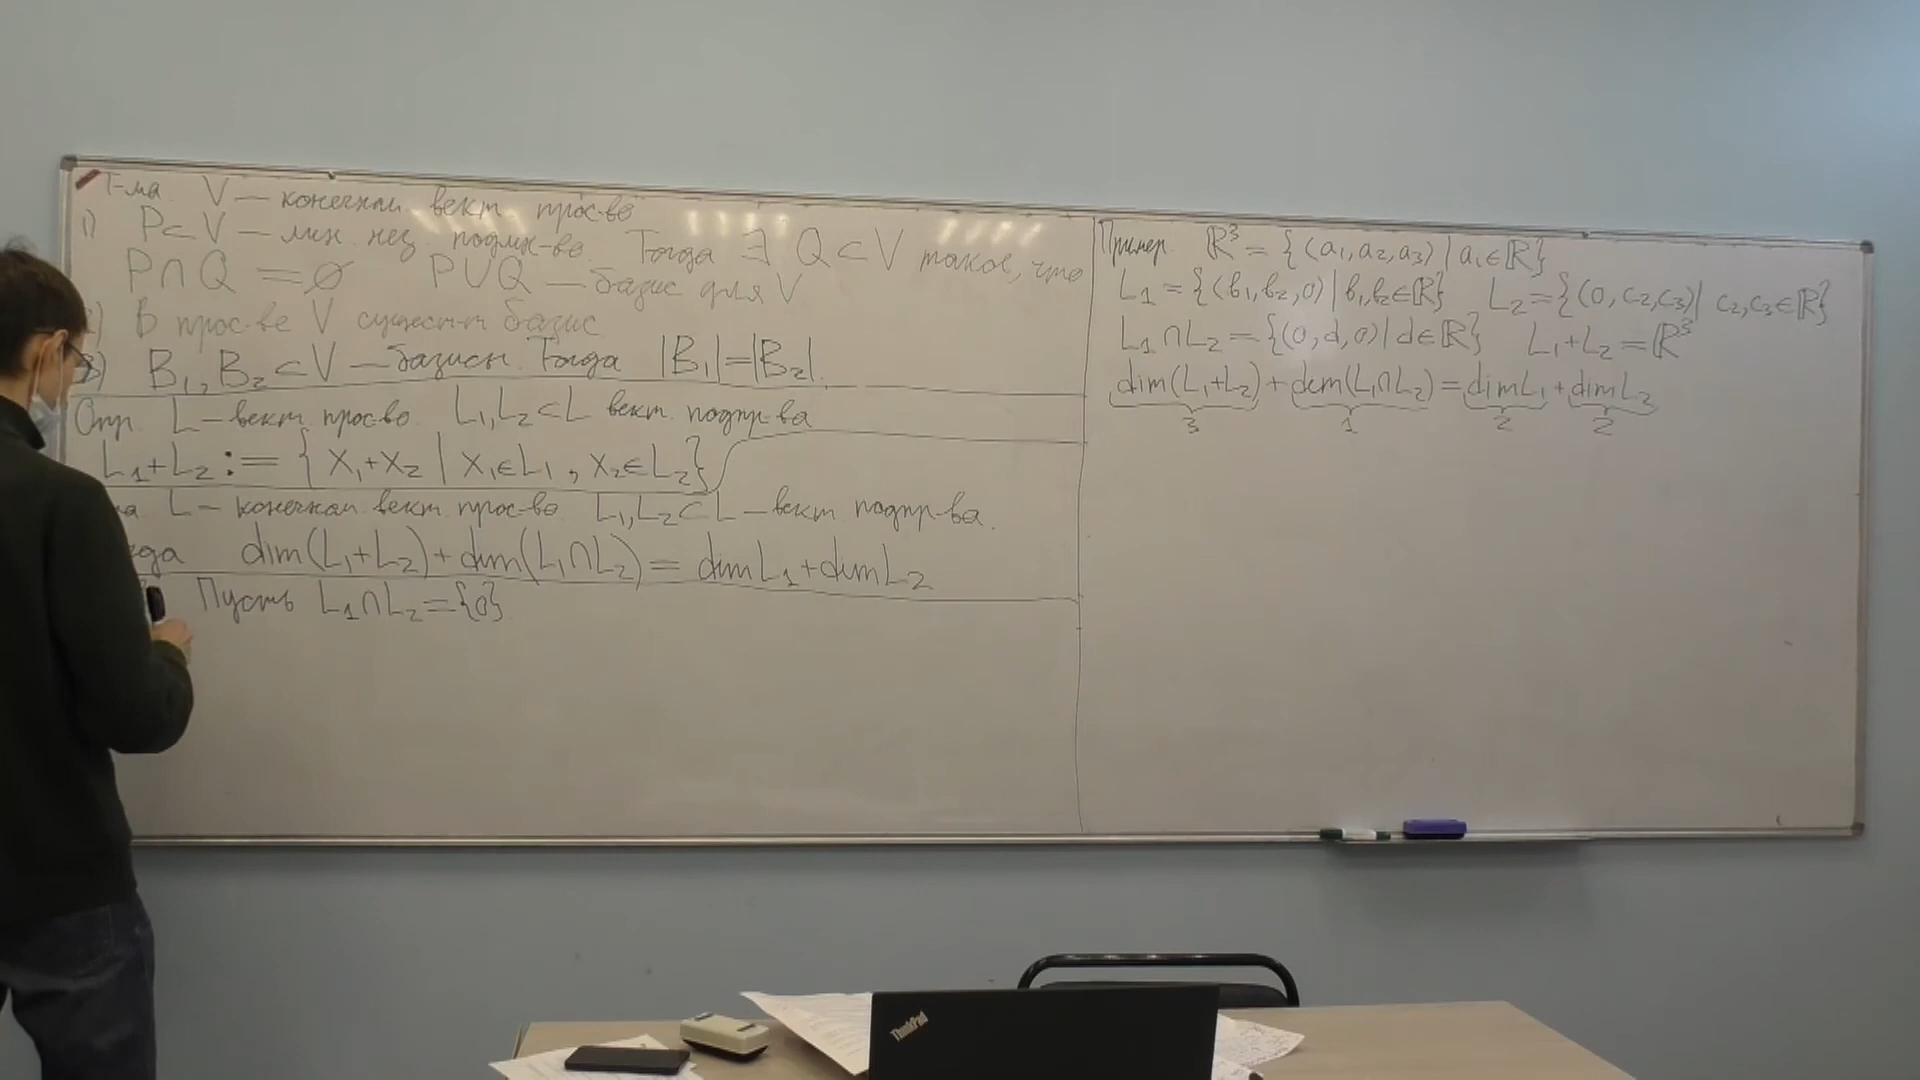 Т-ма. V — конечном. вект. прос-во
1) P⊂V — лин. нез. подмн-во. Тогда ∃ Q⊂V такое, что
P∩Q = ∅ P∪Q — базис для V
) В прос-ве V сущест-т базис
3) B₁, B₂ ⊂ V — базисы. Тогда |B₁|=|B₂|.
Опр. L — вект. прос-во. L₁, L₂ ⊂ L вект. подпр-ва
L₁+L₂ := { x₁+x₂ | x₁∈L₁, x₂∈L₂}
ма. L — конечном. вект. прос-во. L₁, L₂ ⊂ L — вект. подпр-ва.
гда dim(L₁+L₂)+dim(L₁∩L₂) = dim L₁+dim L₂
Пусть L₁∩L₂={0}
Пример. ℝ³ = {(a₁,a₂,a₃) | aᵢ∈ℝ}
L₁ = {(b₁,b₂,0) | b₁,b₂∈ℝ} L₂={(0,c₂,c₃) | c₂,c₃∈ℝ}
L₁∩L₂ = {(0,d,0) | d∈ℝ} L₁+L₂=ℝ³
dim(L₁+L₂)+dim(L₁∩L₂)=dim L₁+dim L₂
3 1 2 2
ThinkPad